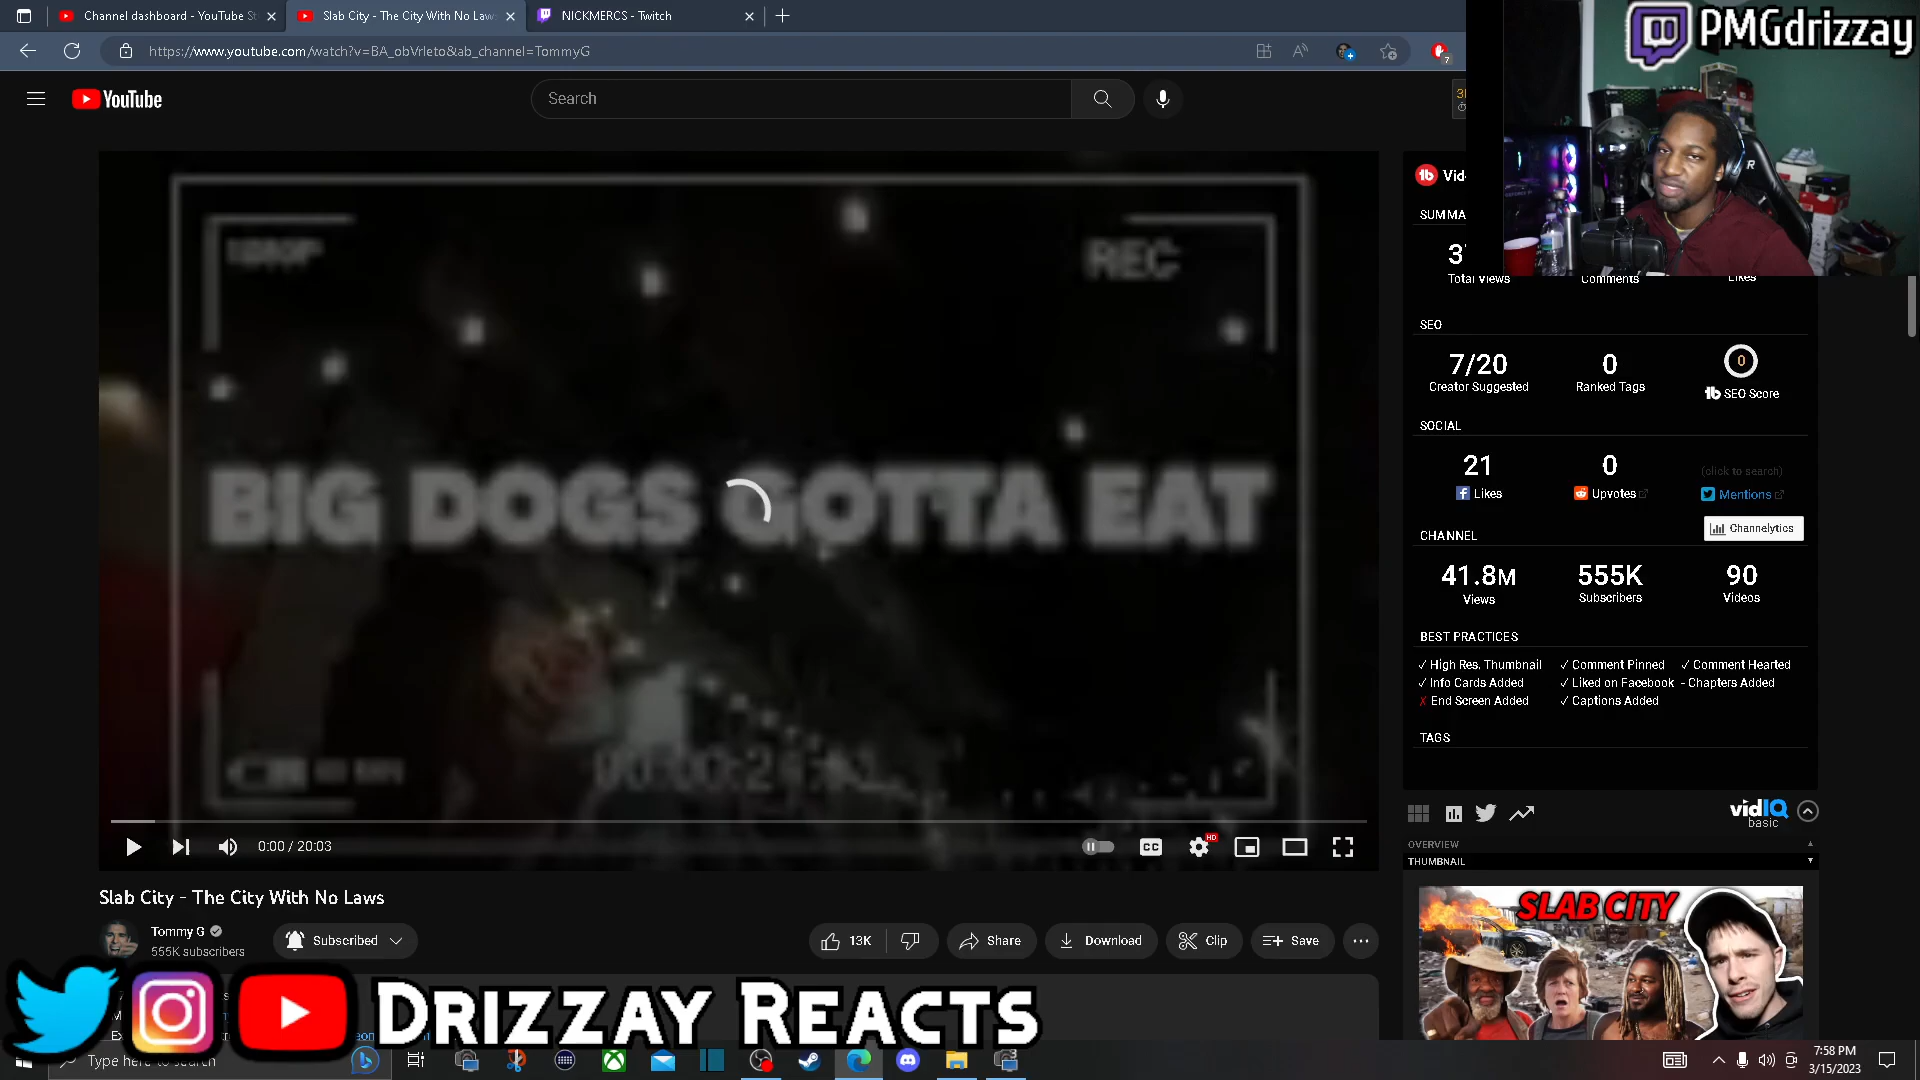 Channel dashboard - YouTube St
Slab City - The City With No Law
NICKMERCS - Twitch
https://www.youtube.com/watch?v=BA_obVrleto&ab_channel=TommyG
7
PMGdrizzay
YouTube
Search
1080P
REC
BIG DOGS GOTTA EAT
0:00 / 20:03
CC
HD
Slab City - The City With No Laws
Tommy G
555K subscribers
Subscribed
13K
Share
Download
Clip
Save
Vid
SUMMA
Total Views
Comments
Likes
SEO
7/20
0
0
Creator Suggested
Ranked Tags
SEO Score
SOCIAL
21
0
(click to search)
Likes
Upvotes
Mentions
Channelytics
CHANNEL
41.8M
555K
90
Views
Subscribers
Videos
BEST PRACTICES
✓ High Res. Thumbnail
✓ Comment Pinned
✓ Comment Hearted
✓ Info Cards Added
✓ Liked on Facebook
- Chapters Added
✗ End Screen Added
✓ Captions Added
TAGS
vidIQ
basic
OVERVIEW
THUMBNAIL
SLAB CITY
DRIZZAY REACTS
Type here to search
7:58 PM
3/15/2023